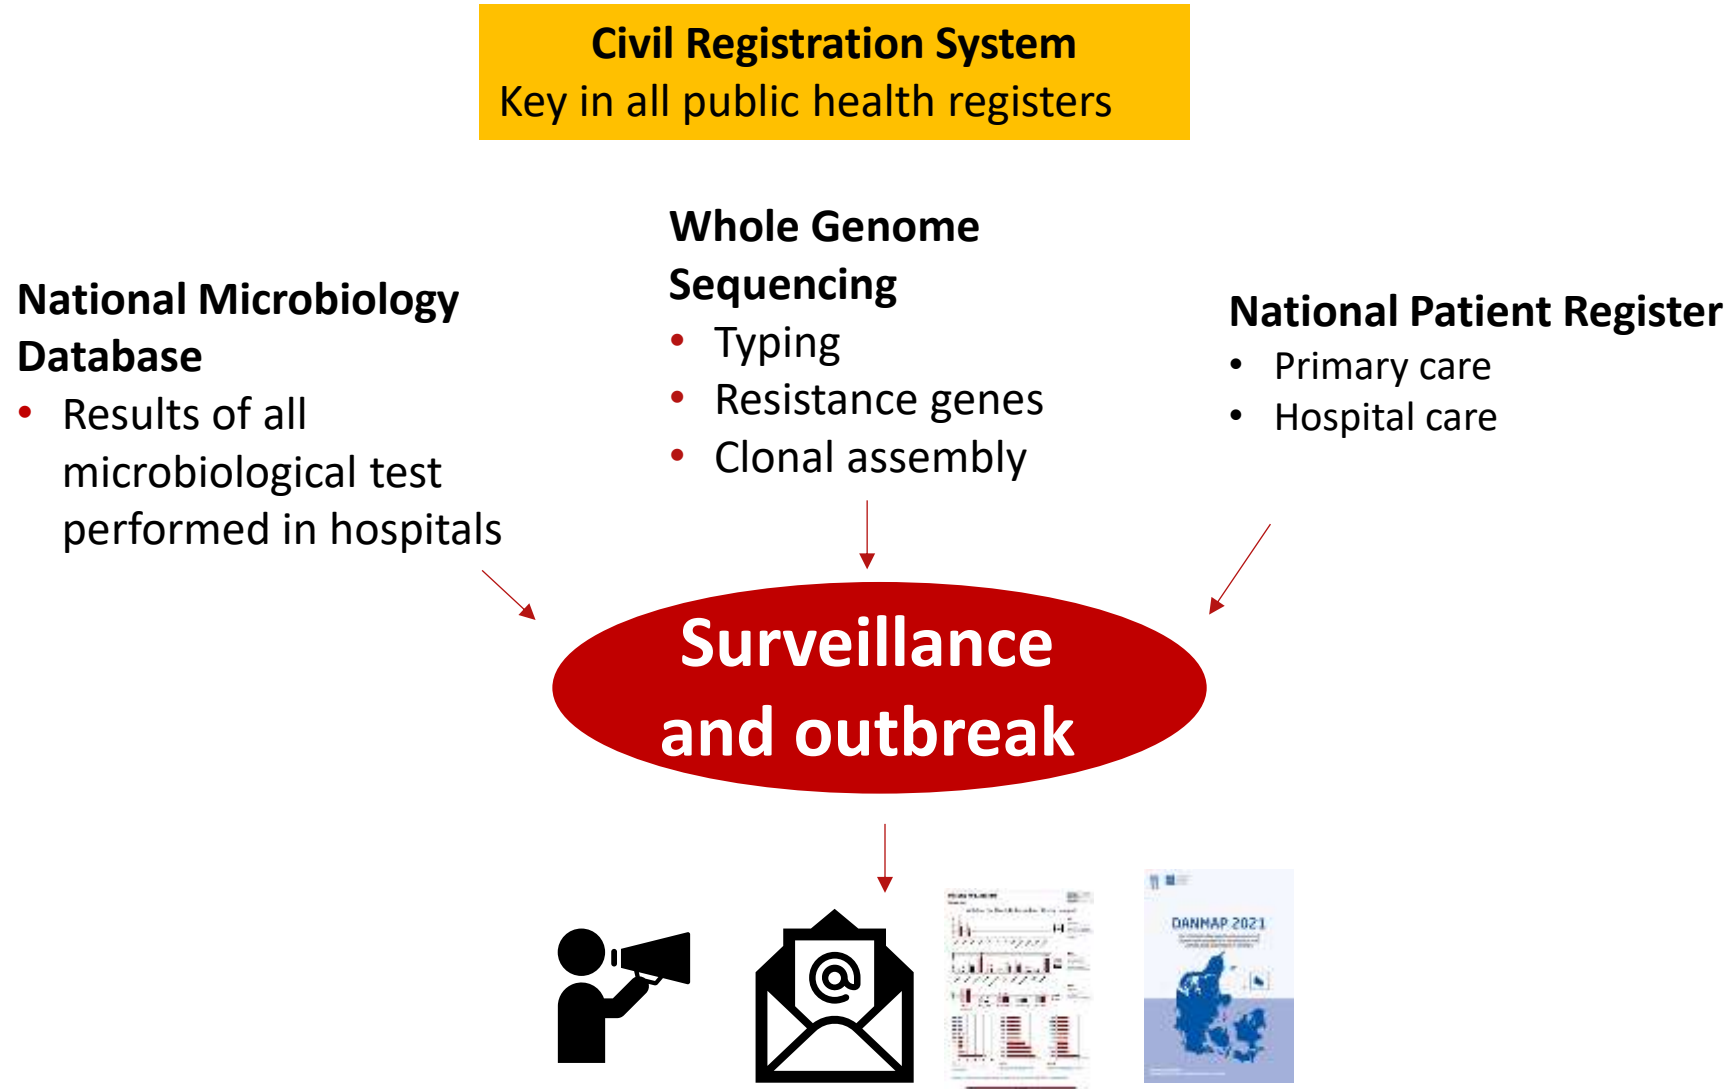 Civil Registration System
Key in all public health registers
Whole Genome
Sequencing
• Typing
• Resistance genes
• Clonal assembly
National Microbiology
Database
• Results of all
microbiological test
performed in hospitals
National Patient Register
• Primary care
• Hospital care
Surveillance
and outbreak
@
DANMAP 2021